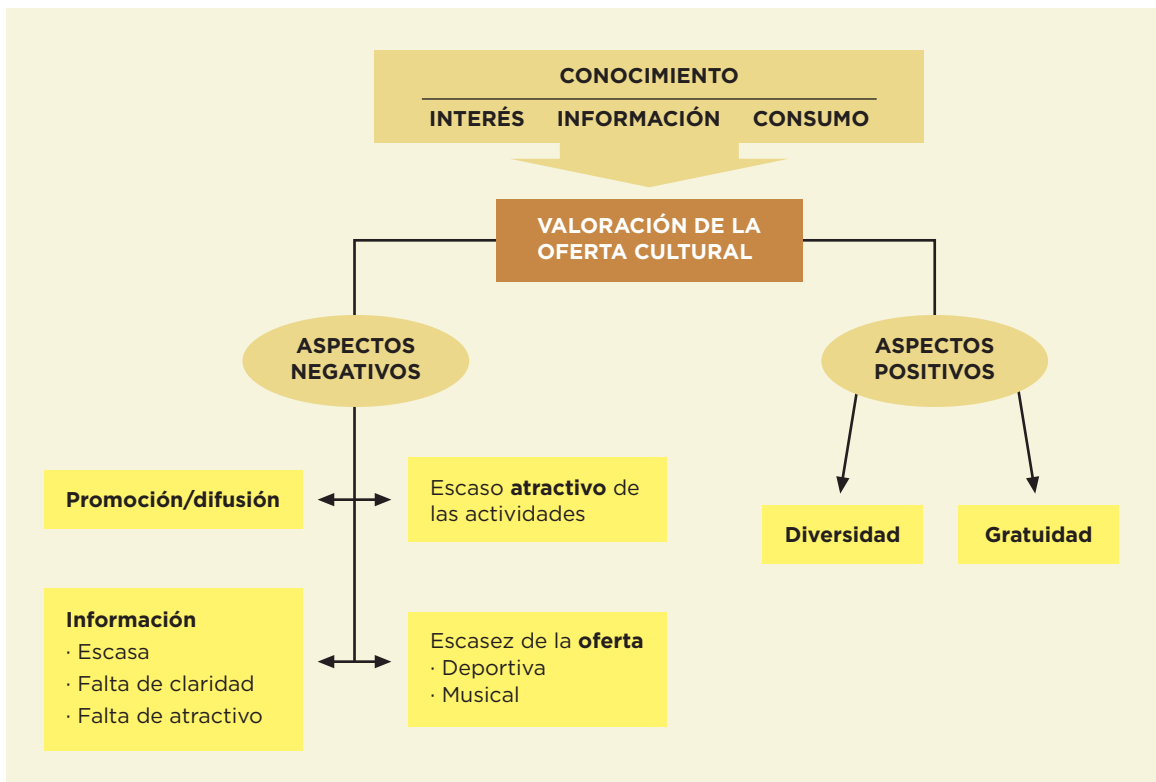 CONOCIMIENTO
INTERÉS INFORMACIÓN CONSUMO
VALORACIÓN DE LA
OFERTA CULTURAL
ASPECTOS
NEGATIVOS
Promoción/difusión
Escaso atractivo de
las actividades
Información
· Escasa
· Falta de claridad
· Falta de atractivo
Escasez de la oferta
· Deportiva
· Musical
ASPECTOS
POSITIVOS
Diversidad
Gratuidad